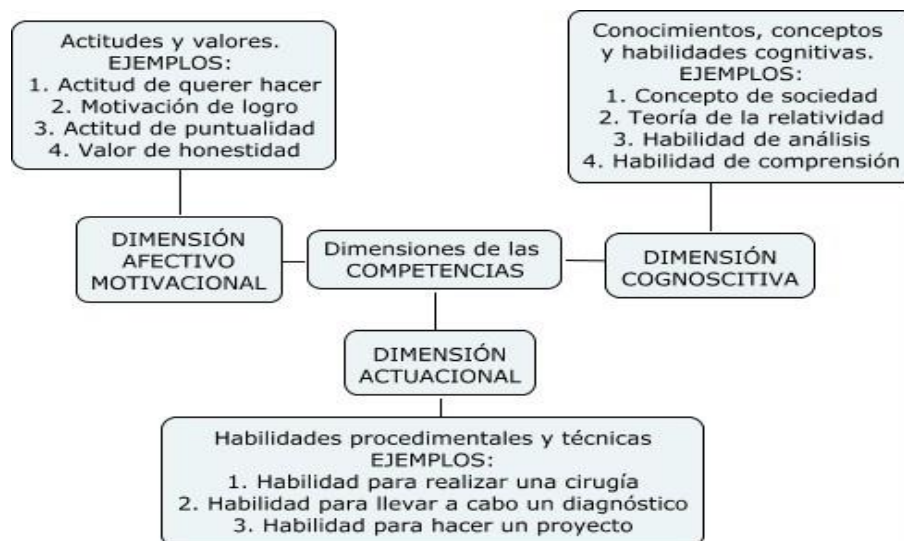 Actitudes y valores.
EJEMPLOS:
1. Actitud de querer hacer
2. Motivación de logro
3. Actitud de puntualidad
4. Valor de honestidad
Conocimientos, conceptos
y habilidades cognitivas.
EJEMPLOS:
1. Concepto de sociedad
2. Teoría de la relatividad
3. Habilidad de análisis
4. Habilidad de comprensión
DIMENSIÓN
AFECTIVO
MOTIVACIONAL
Dimensiones de las
COMPETENCIAS
DIMENSIÓN
COGNOSCITIVA
DIMENSIÓN
ACTUACIONAL
Habilidades procedimentales y técnicas
EJEMPLOS:
1. Habilidad para realizar una cirugía
2. Habilidad para llevar a cabo un diagnóstico
3. Habilidad para hacer un proyecto